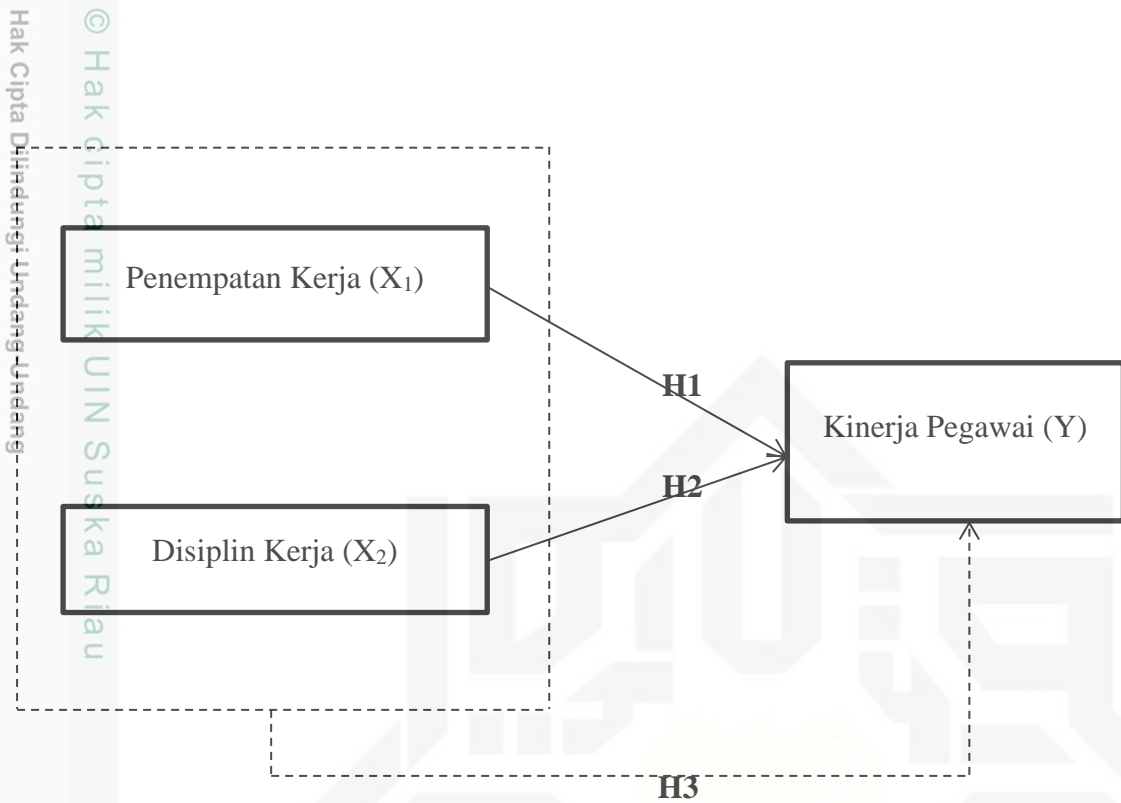 Hak Cipta Dilindungi Undang-Undang
© Hak cipta milik UIN Suska Riau
Penempatan Kerja (X₁)
H1
Kinerja Pegawai (Y)
H2
Disiplin Kerja (X₂)
H3